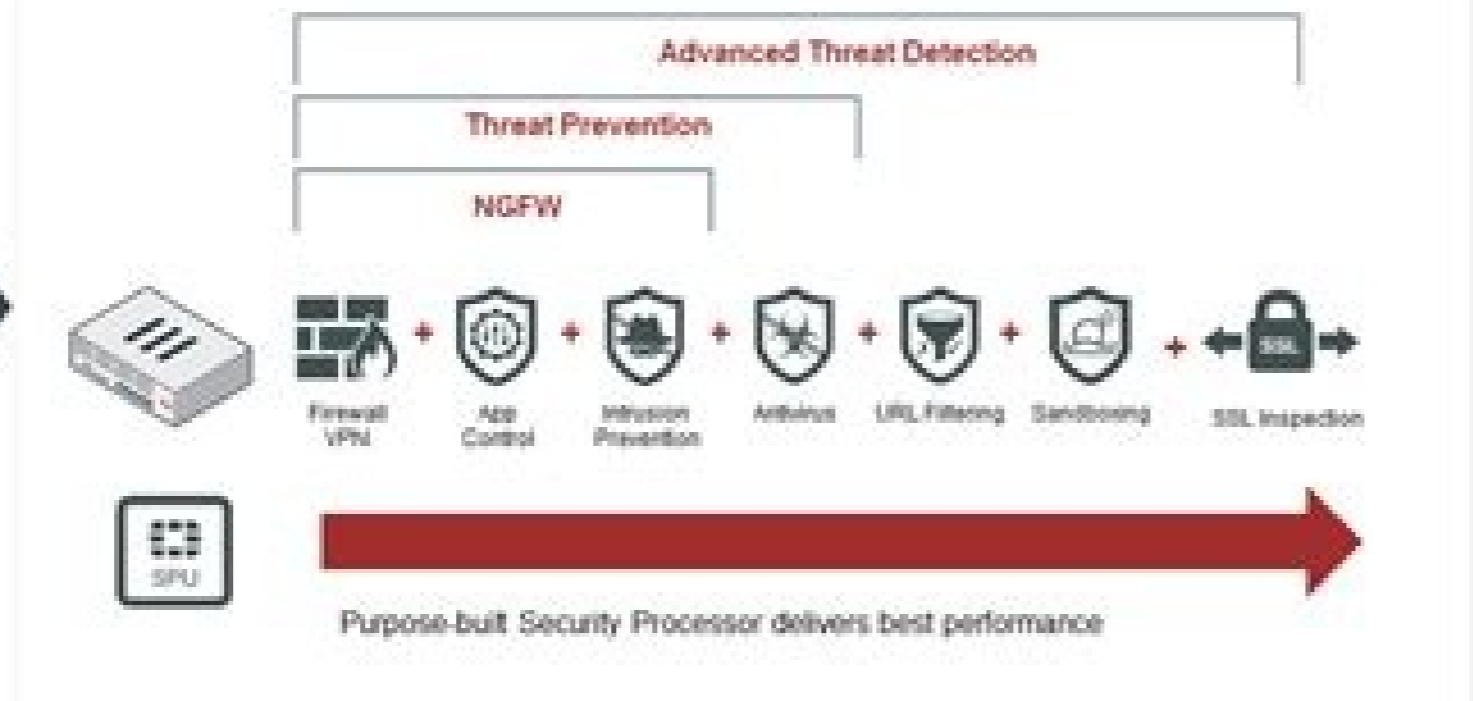 Advanced Threat Detection
Threat Prevention
NGFW
Firewall
VPN
App
Control
Intrusion
Prevention
Antivirus
URL Filtering
Sandboxing
SSL
SSL Inspection
SPU
Purpose-built Security Processor delivers best performance